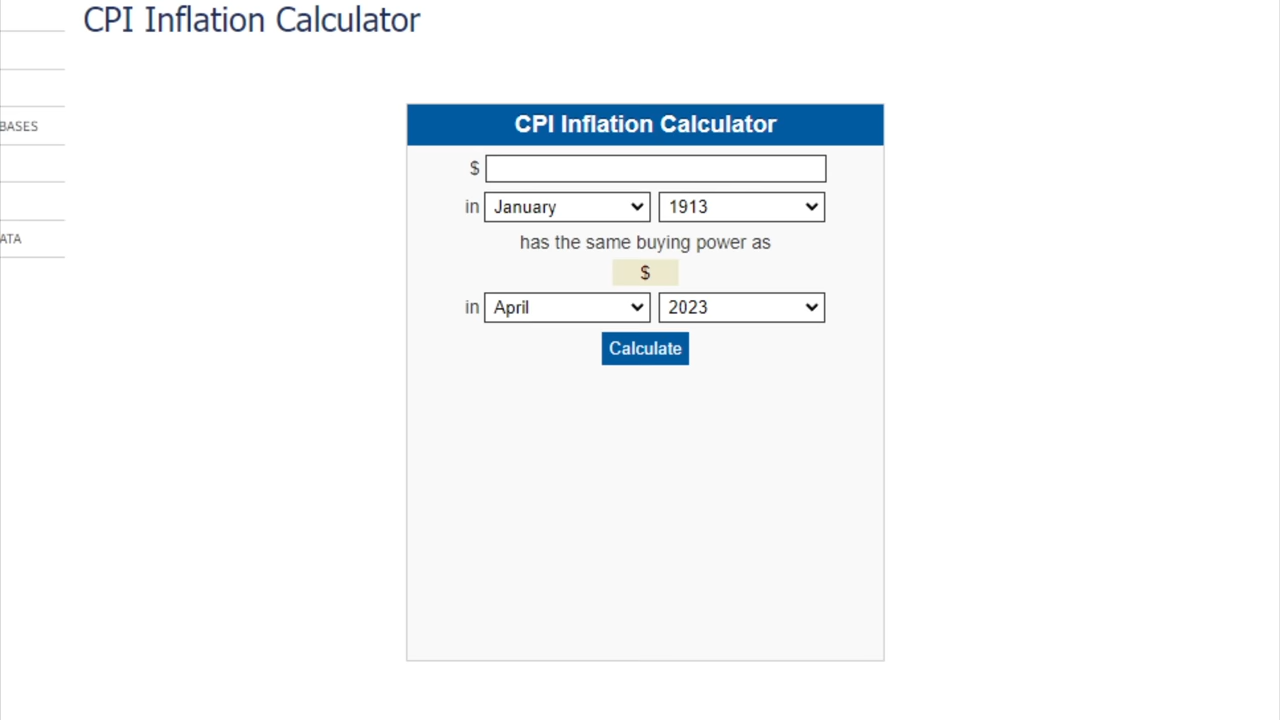 CPI Inflation Calculator
BASES
ATA
CPI Inflation Calculator
$
in January 1913
has the same buying power as
$
in April 2023
Calculate